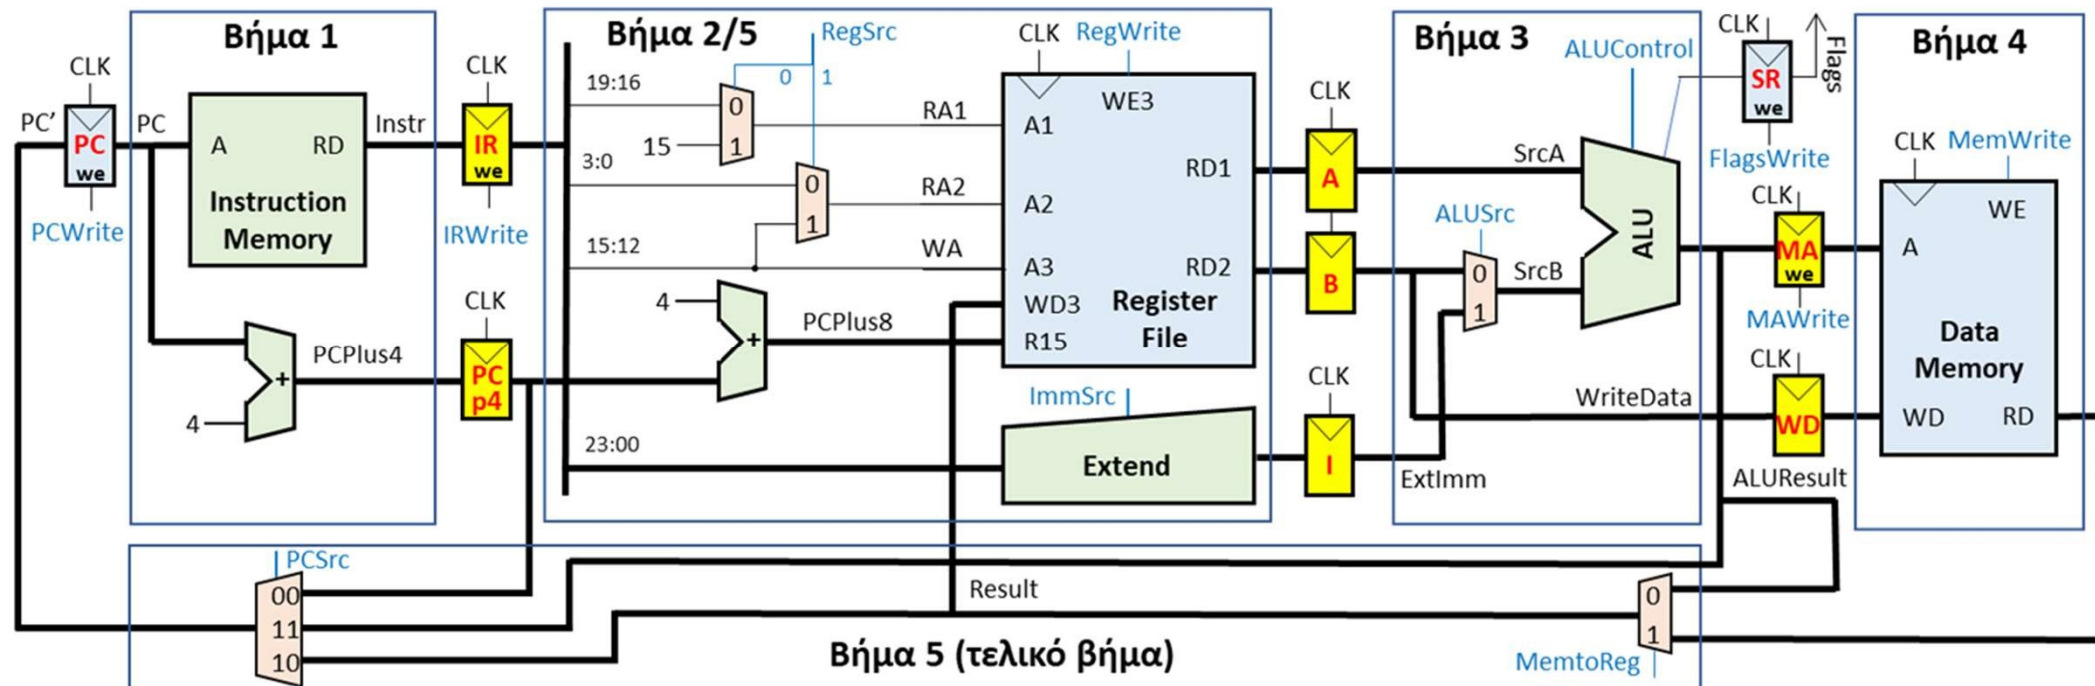 Βήμα 1
Βήμα 2/5
Βήμα 3
Βήμα 4
PC’
CLK
PC
we
PCWrite
PC
A
RD
Instruction
Memory
Instr
CLK
IR
we
IRWrite
+
4
PCPlus4
CLK
PC
p4
RegSrc
0
1
19:16
15
0
1
3:0
0
1
15:12
RA1
RA2
WA
4
+
PCPlus8
23:00
CLK
RegWrite
WE3
A1
A2
A3
WD3
R15
RD1
RD2
Register
File
ImmSrc
Extend
CLK
A
B
CLK
I
ExtImm
SrcA
ALUSrc
0
1
SrcB
ALUControl
ALU
WriteData
CLK
SR
we
Flags
FlagsWrite
CLK
MA
we
MAWrite
CLK
WD
ALUResult
CLK
MemWrite
WE
A
Data
Memory
WD
RD
PCSrc
00
11
10
Result
0
1
MemtoReg
Βήμα 5 (τελικό βήμα)